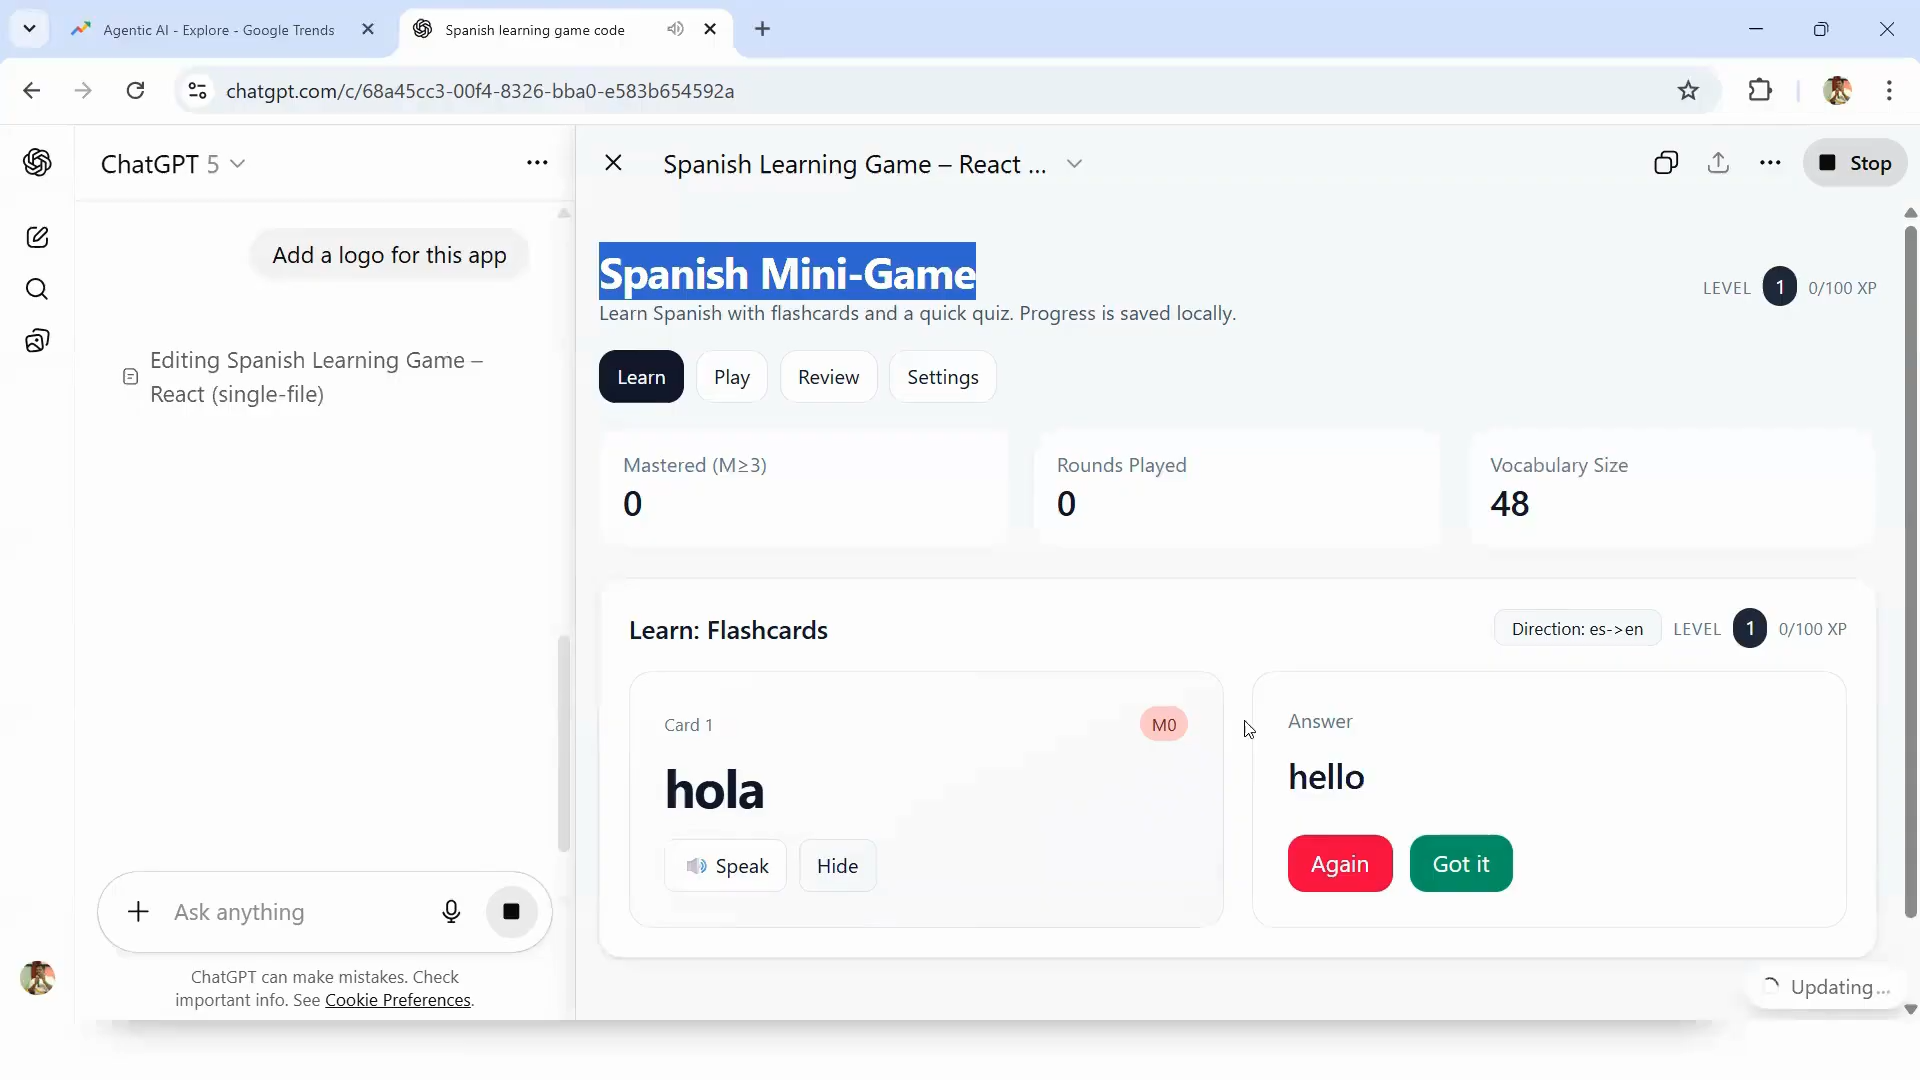 Agentic AI - Explore - Google Trends
Spanish learning game code
chatgpt.com/c/68a45cc3-00f4-8326-bba0-e583b654592a
ChatGPT 5
Spanish Learning Game – React ...
Stop
Add a logo for this app
Editing Spanish Learning Game –
React (single-file)
Spanish Mini-Game
LEVEL 1 0/100 XP
Learn Spanish with flashcards and a quick quiz. Progress is saved locally.
Learn
Play
Review
Settings
Mastered (M≥3)
0
Rounds Played
0
Vocabulary Size
48
Learn: Flashcards
Direction: es->en
LEVEL 1 0/100 XP
Card 1
M0
hola
Speak
Hide
Answer
hello
Again
Got it
Ask anything
ChatGPT can make mistakes. Check
important info. See Cookie Preferences.
Updating...